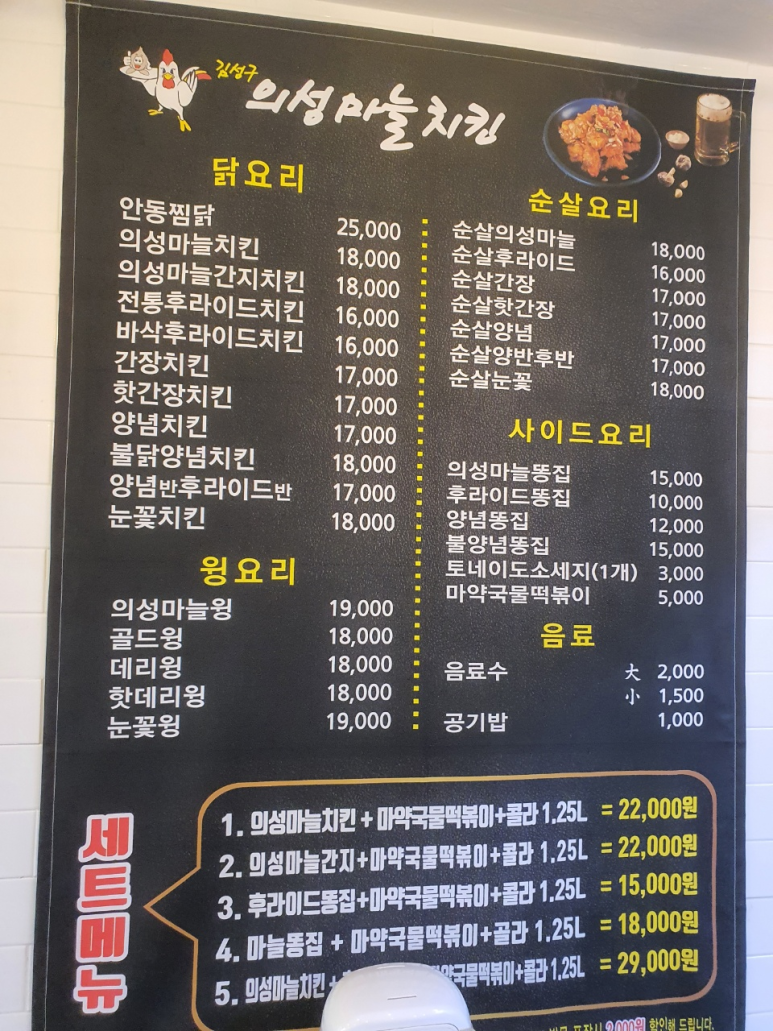 김성구
의성마늘치킨
닭요리
안동찜닭 25,000
의성마늘치킨 18,000
의성마늘간지치킨 18,000
전통후라이드치킨 16,000
바삭후라이드치킨 16,000
간장치킨 17,000
핫간장치킨 17,000
양념치킨 17,000
불닭양념치킨 18,000
양념반후라이드반 17,000
눈꽃치킨 18,000
윙요리
의성마늘윙 19,000
골드윙 18,000
데리윙 18,000
핫데리윙 18,000
눈꽃윙 19,000
순살요리
순살의성마늘 18,000
순살후라이드 16,000
순살간장 17,000
순살핫간장 17,000
순살양념 17,000
순살양반후반 17,000
순살눈꽃 18,000
사이드요리
의성마늘똥집 15,000
후라이드똥집 10,000
양념똥집 12,000
불양념똥집 15,000
토네이도소세지(1개) 3,000
마약국물떡볶이 5,000
음료
음료수 大 2,000
小 1,500
공기밥 1,000
세트메뉴
1. 의성마늘치킨 + 마약국물떡볶이+콜라 1.25L = 22,000원
2. 의성마늘간지+마약국물떡볶이+콜라 1.25L = 22,000원
3. 후라이드똥집+마약국물떡볶이+콜라 1.25L = 15,000원
4. 마늘똥집 + 마약국물떡볶이+골라 1.25L = 18,000원
5. 의성마늘치킨 + 약국물떡볶이+콜라 1.25L = 29,000원
포장시 2,000원 할인해 드립니다.